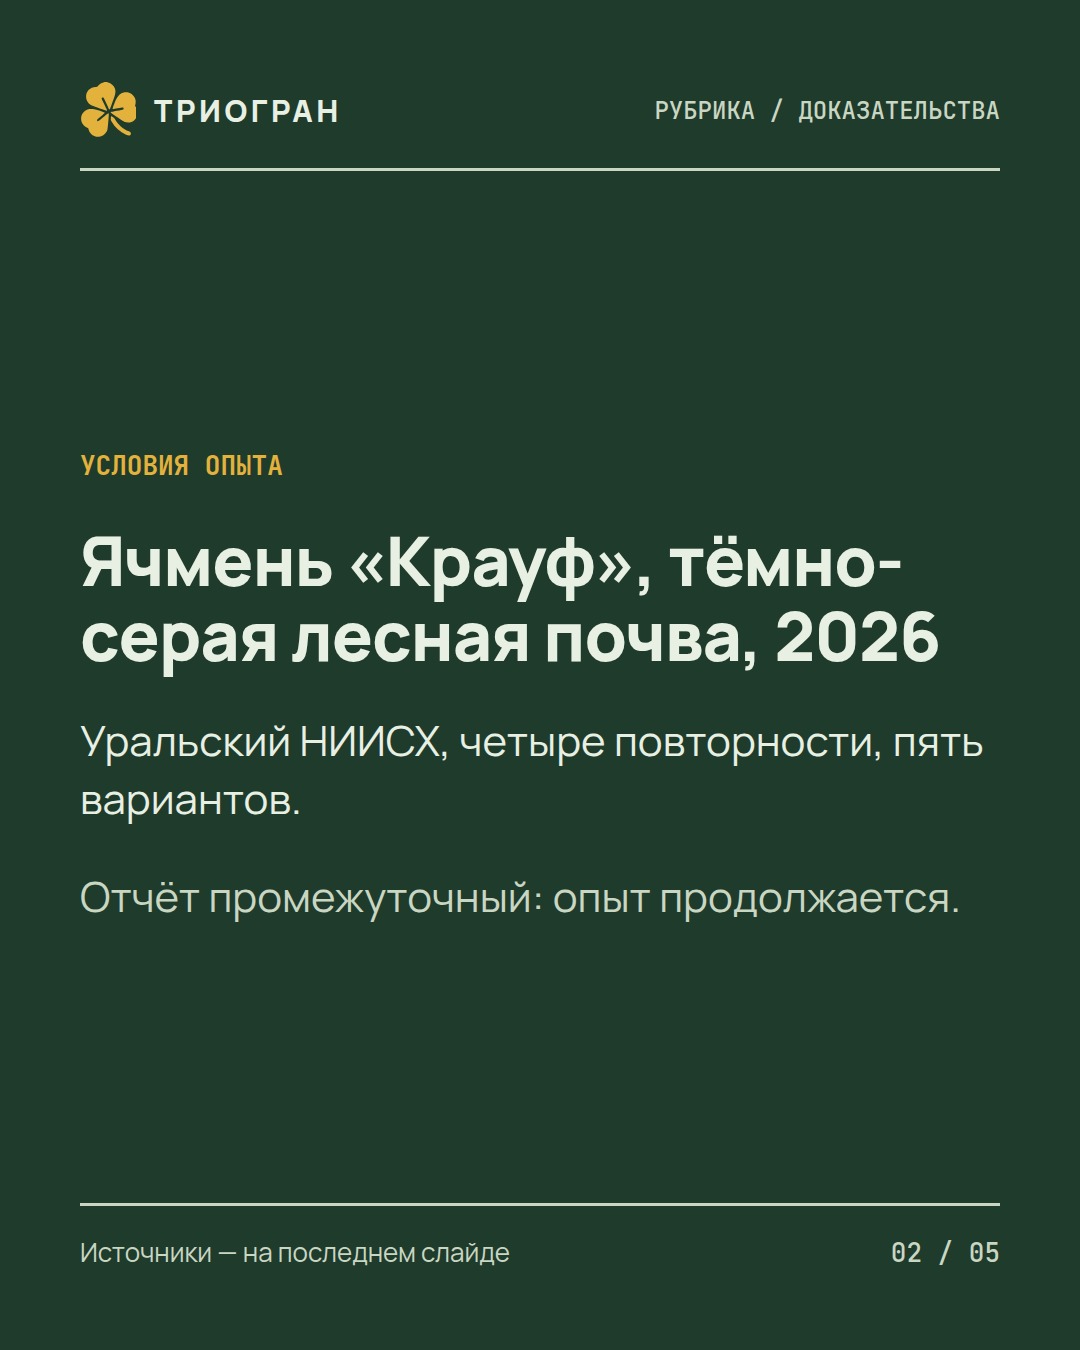 ТРИОГРАН
РУБРИКА / ДОКАЗАТЕЛЬСТВА
УСЛОВИЯ ОПЫТА
Ячмень «Крауф», тёмно-
серая лесная почва, 2026
Уральский НИИСХ, четыре повторности, пять
вариантов.
Отчёт промежуточный: опыт продолжается.
Источники — на последнем слайде
02 / 05